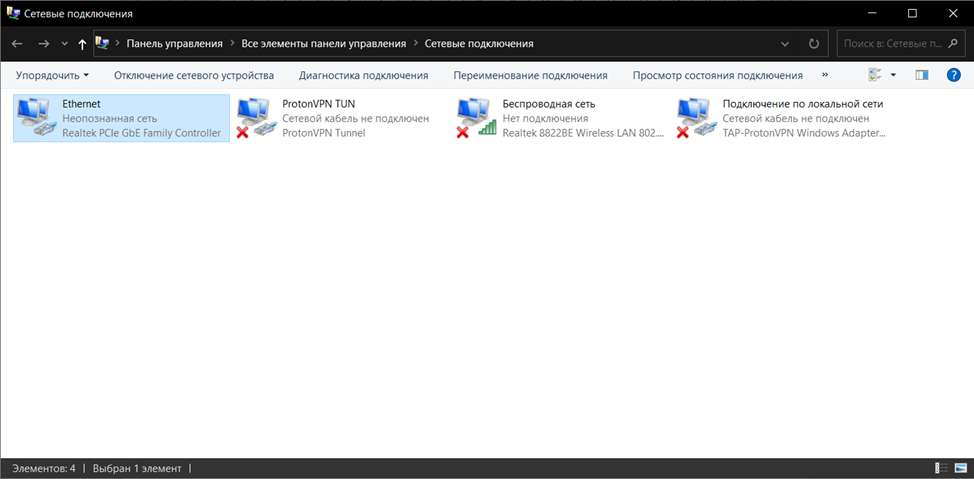 Сетевые подключения
Панель управления
Все элементы панели управления
Сетевые подключения
Поиск в: Сетевые п...
Упорядочить
Отключение сетевого устройства
Диагностика подключения
Переименование подключения
Просмотр состояния подключения
»
?
Ethernet
Неопознанная сеть
Realtek PCIe GbE Family Controller
ProtonVPN TUN
Сетевой кабель не подключен
ProtonVPN Tunnel
Беспроводная сеть
Нет подключения
Realtek 8822BE Wireless LAN 802....
Подключение по локальной сети
Сетевой кабель не подключен
TAP-ProtonVPN Windows Adapter...
Элементов: 4
Выбран 1 элемент